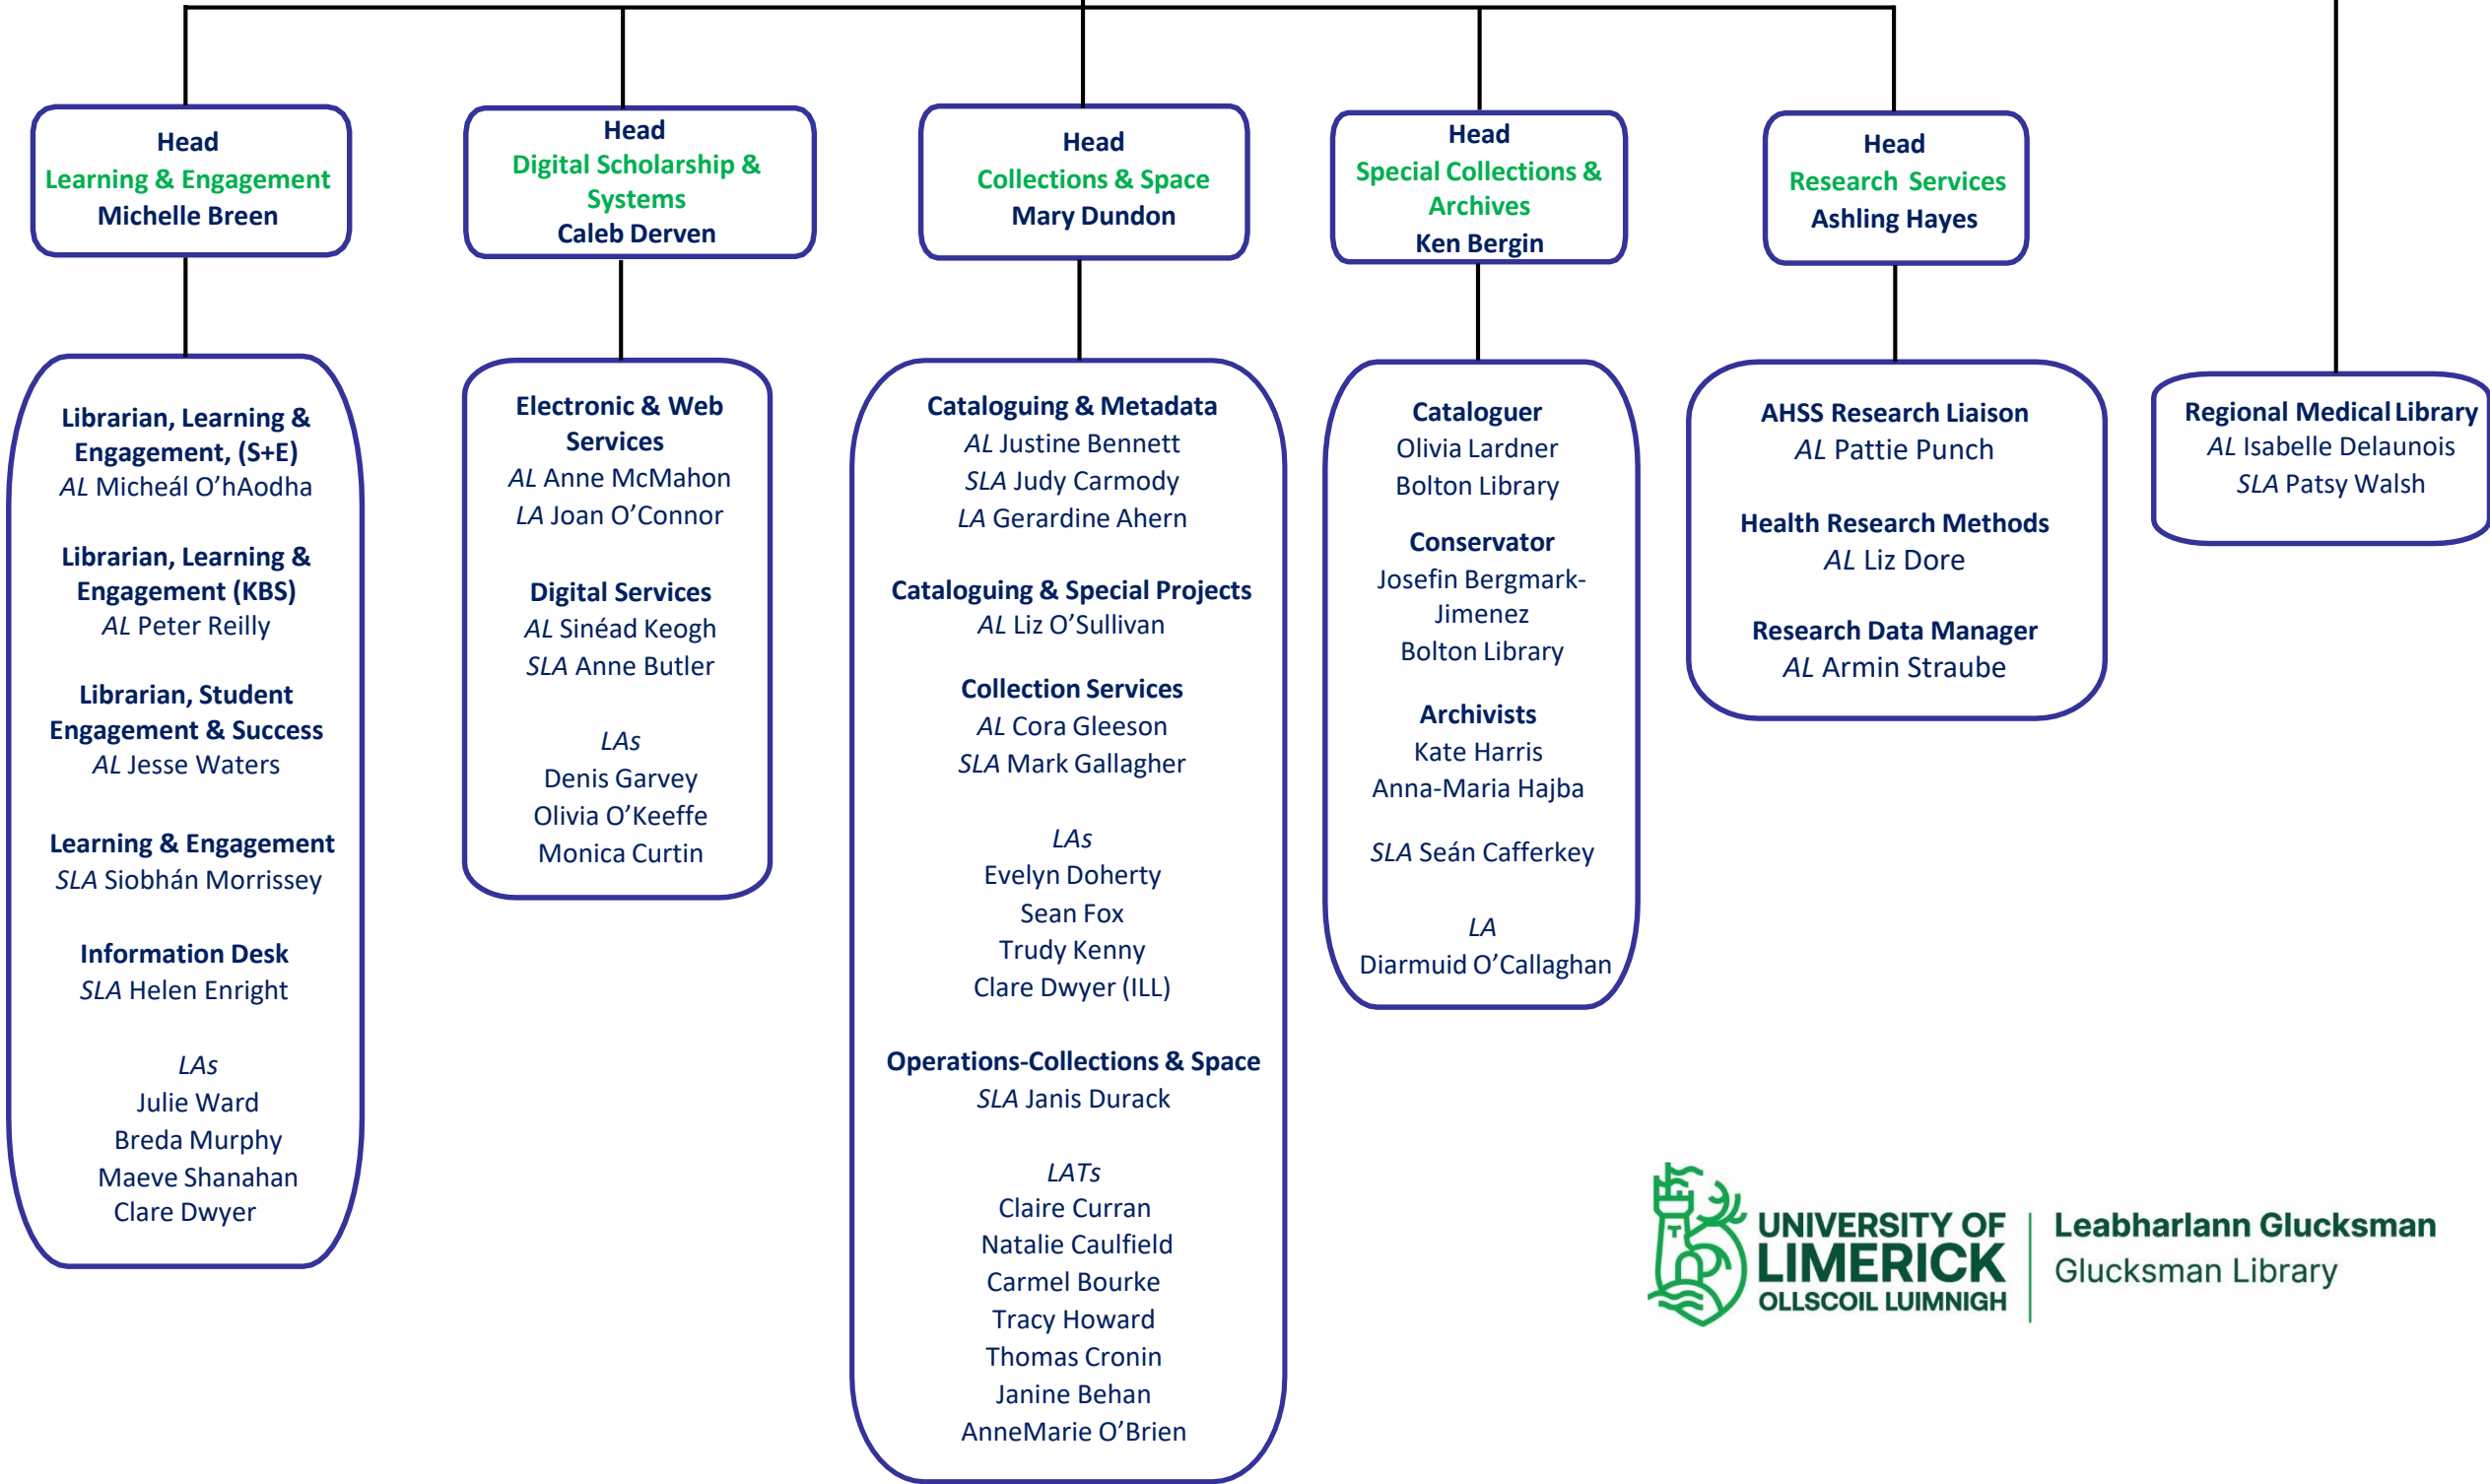 Head
Learning & Engagement
Michelle Breen
Head
Digital Scholarship &
Systems
Caleb Derven
Head
Collections & Space
Mary Dundon
Head
Special Collections &
Archives
Ken Bergin
Head
Research Services
Ashling Hayes
Librarian, Learning &
Engagement, (S+E)
AL Micheál O’hAodha
Librarian, Learning &
Engagement (KBS)
AL Peter Reilly
Librarian, Student
Engagement & Success
AL Jesse Waters
Learning & Engagement
SLA Siobhán Morrissey
Information Desk
SLA Helen Enright
LAs
Julie Ward
Breda Murphy
Maeve Shanahan
Clare Dwyer
Electronic & Web
Services
AL Anne McMahon
LA Joan O’Connor
Digital Services
AL Sinéad Keogh
SLA Anne Butler
LAs
Denis Garvey
Olivia O’Keeffe
Monica Curtin
Cataloguing & Metadata
AL Justine Bennett
SLA Judy Carmody
LA Gerardine Ahern
Cataloguing & Special Projects
AL Liz O’Sullivan
Collection Services
AL Cora Gleeson
SLA Mark Gallagher
LAs
Evelyn Doherty
Sean Fox
Trudy Kenny
Clare Dwyer (ILL)
Operations-Collections & Space
SLA Janis Durack
LATs
Claire Curran
Natalie Caulfield
Carmel Bourke
Tracy Howard
Thomas Cronin
Janine Behan
AnneMarie O’Brien
Cataloguer
Olivia Lardner
Bolton Library
Conservator
Josefin Bergmark-
Jimenez
Bolton Library
Archivists
Kate Harris
Anna-Maria Hajba
SLA Seán Cafferkey
LA
Diarmuid O’Callaghan
AHSS Research Liaison
AL Pattie Punch
Health Research Methods
AL Liz Dore
Research Data Manager
AL Armin Straube
Regional Medical Library
AL Isabelle Delaunois
SLA Patsy Walsh
UNIVERSITY OF
LIMERICK
OLLSCOIL LUIMNIGH
Leabharlann Glucksman
Glucksman Library